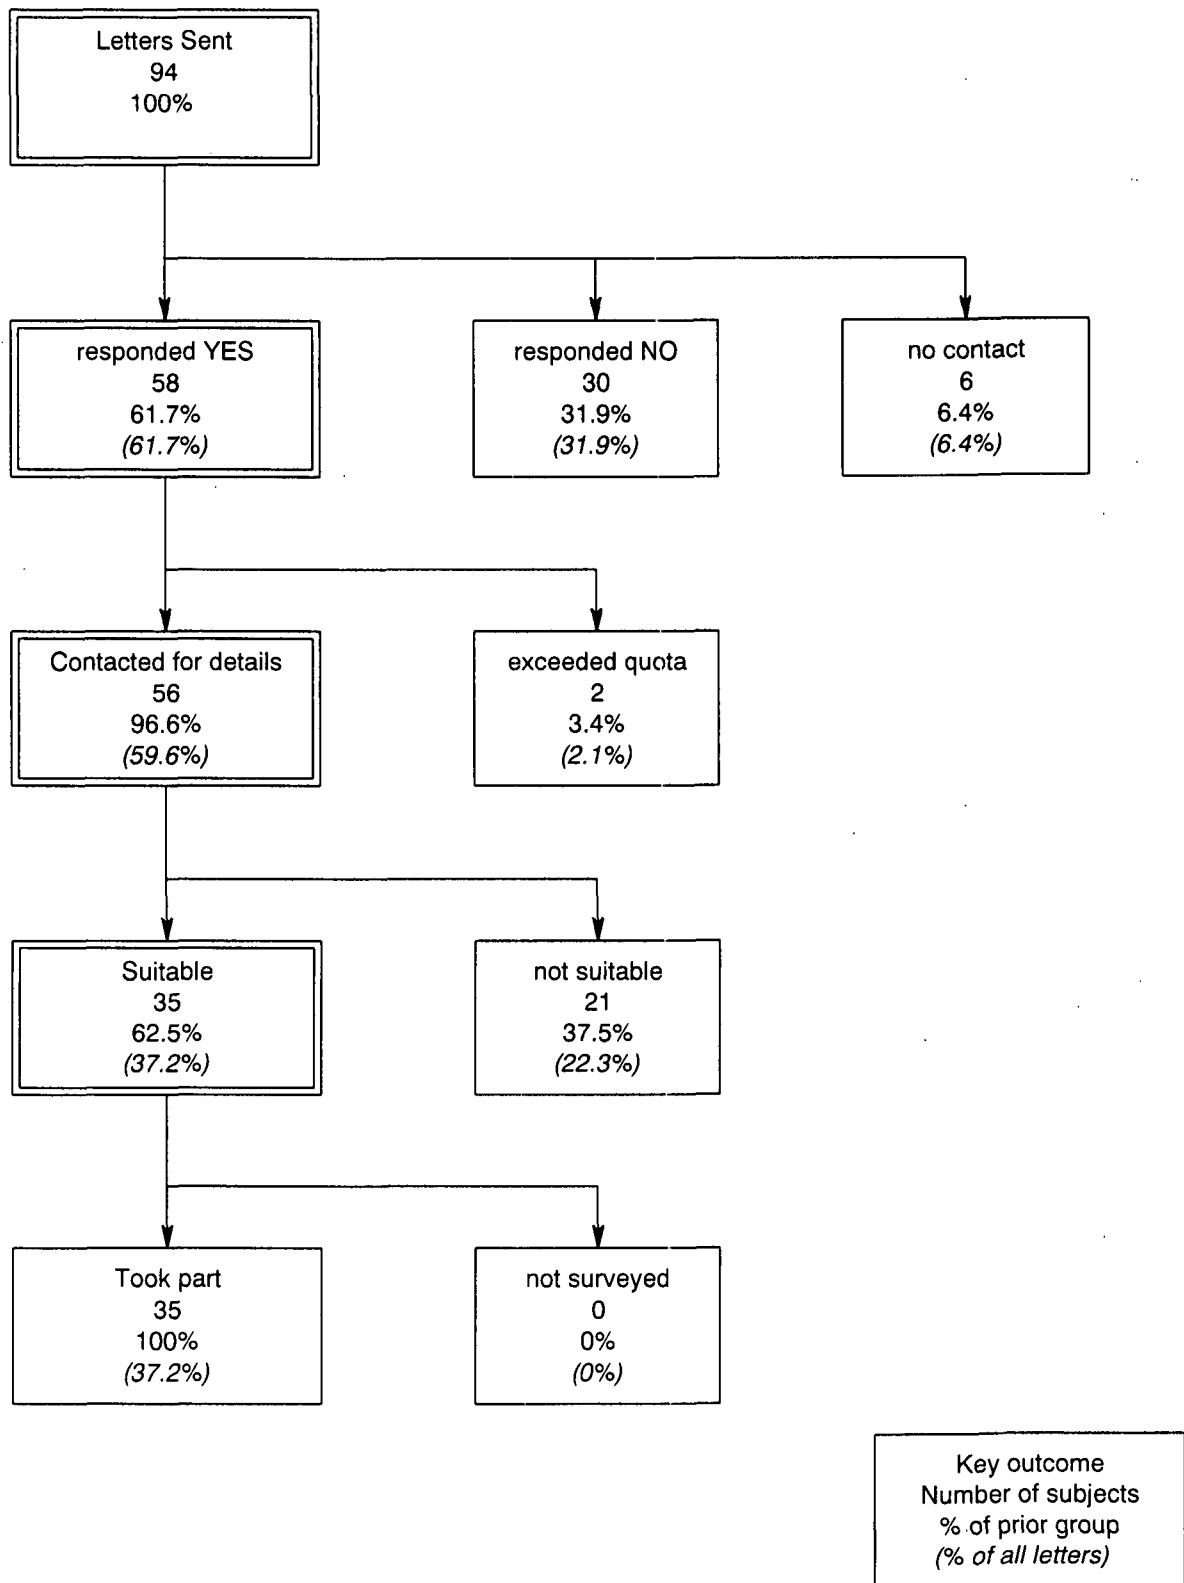 Letters Sent
94
100%
responded YES
58
61.7%
(61.7%)
responded NO
30
31.9%
(31.9%)
no contact
6
6.4%
(6.4%)
Contacted for details
56
96.6%
(59.6%)
exceeded quota
2
3.4%
(2.1%)
Suitable
35
62.5%
(37.2%)
not suitable
21
37.5%
(22.3%)
Took part
35
100%
(37.2%)
not surveyed
0
0%
(0%)
Key outcome
Number of subjects
% of prior group
(% of all letters)